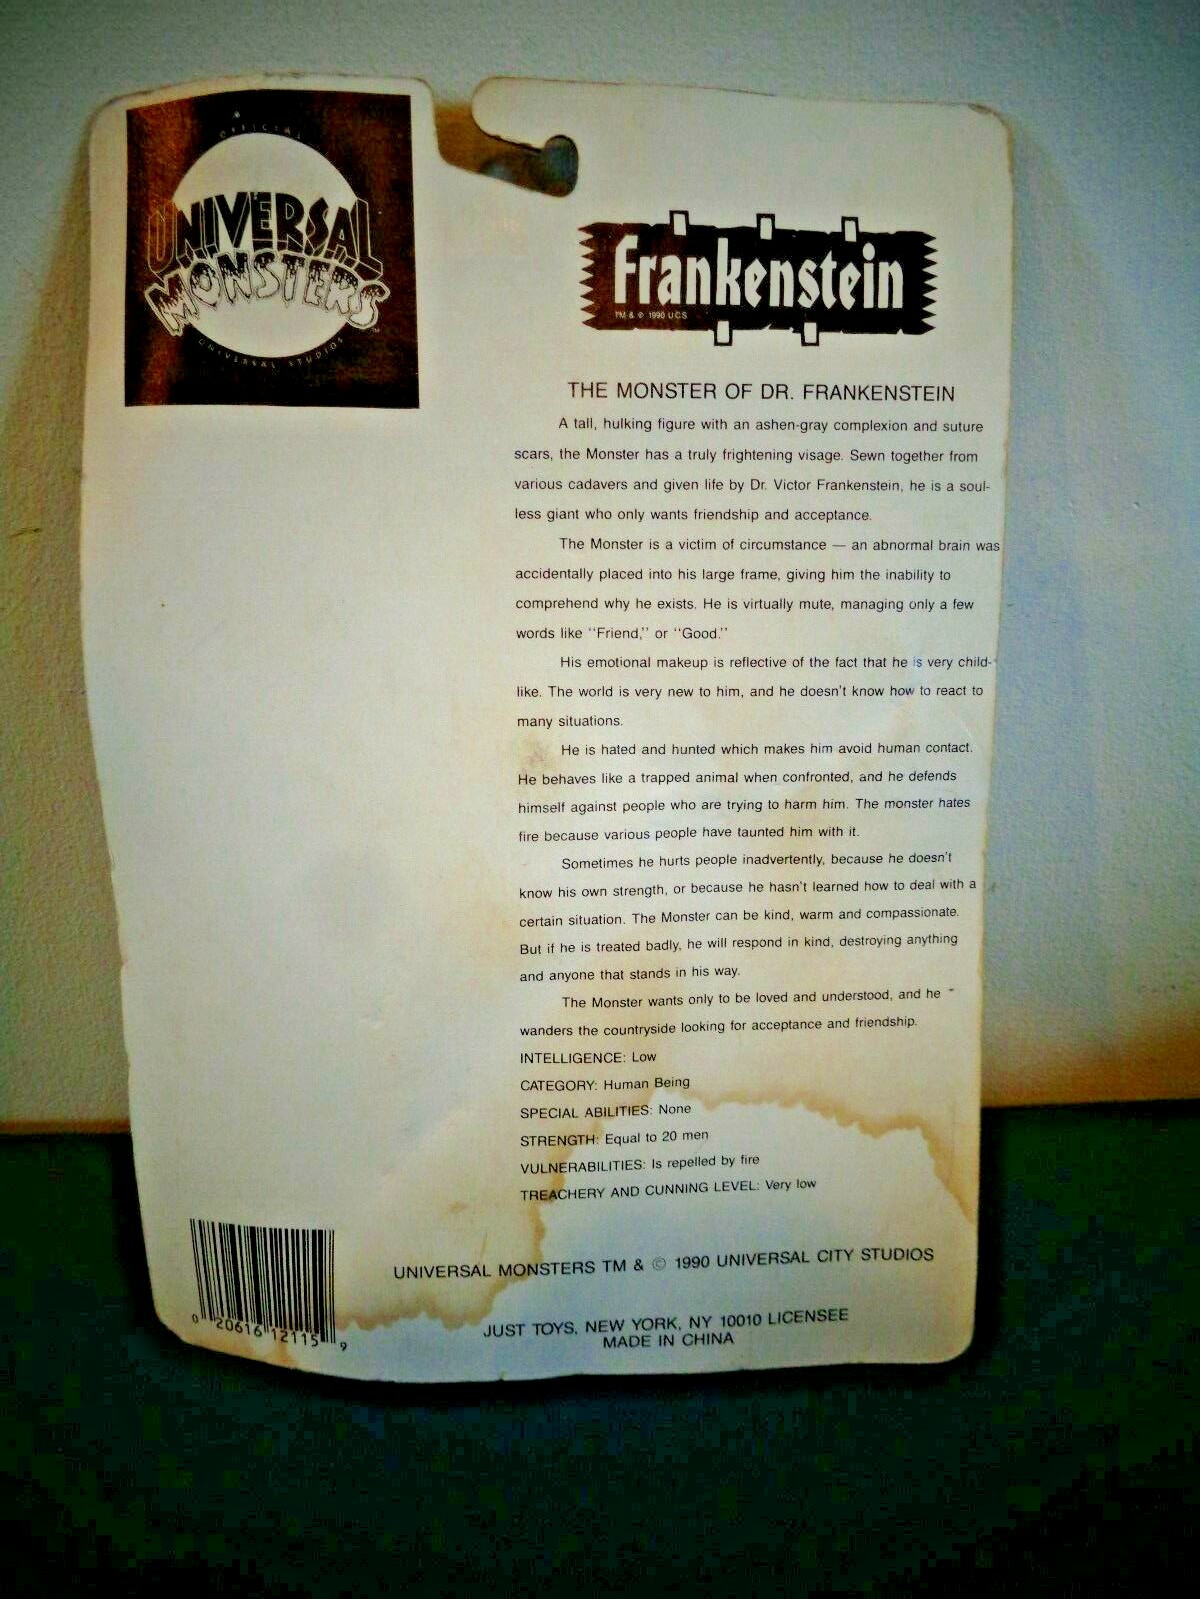 OFFICIAL
UNIVERSAL
MONSTERS
TM
UNIVERSAL STUDIOS
Frankenstein
TM & © 1990 UCS
THE MONSTER OF DR. FRANKENSTEIN
A tall, hulking figure with an ashen-gray complexion and suture
scars, the Monster has a truly frightening visage. Sewn together from
various cadavers and given life by Dr. Victor Frankenstein, he is a soul-
less giant who only wants friendship and acceptance.
The Monster is a victim of circumstance — an abnormal brain was
accidentally placed into his large frame, giving him the inability to
comprehend why he exists. He is virtually mute, managing only a few
words like "Friend," or "Good."
His emotional makeup is reflective of the fact that he is very child-
like. The world is very new to him, and he doesn't know how to react to
many situations.
He is hated and hunted which makes him avoid human contact.
He behaves like a trapped animal when confronted, and he defends
himself against people who are trying to harm him. The monster hates
fire because various people have taunted him with it.
Sometimes he hurts people inadvertently, because he doesn't
know his own strength, or because he hasn't learned how to deal with a
certain situation. The Monster can be kind, warm and compassionate.
But if he is treated badly, he will respond in kind, destroying anything
and anyone that stands in his way.
The Monster wants only to be loved and understood, and he
wanders the countryside looking for acceptance and friendship.
INTELLIGENCE: Low
CATEGORY: Human Being
SPECIAL ABILITIES: None
STRENGTH: Equal to 20 men
VULNERABILITIES: Is repelled by fire
TREACHERY AND CUNNING LEVEL: Very low
UNIVERSAL MONSTERS TM & © 1990 UNIVERSAL CITY STUDIOS
JUST TOYS, NEW YORK, NY 10010 LICENSEE
MADE IN CHINA
0 20616 12115 9